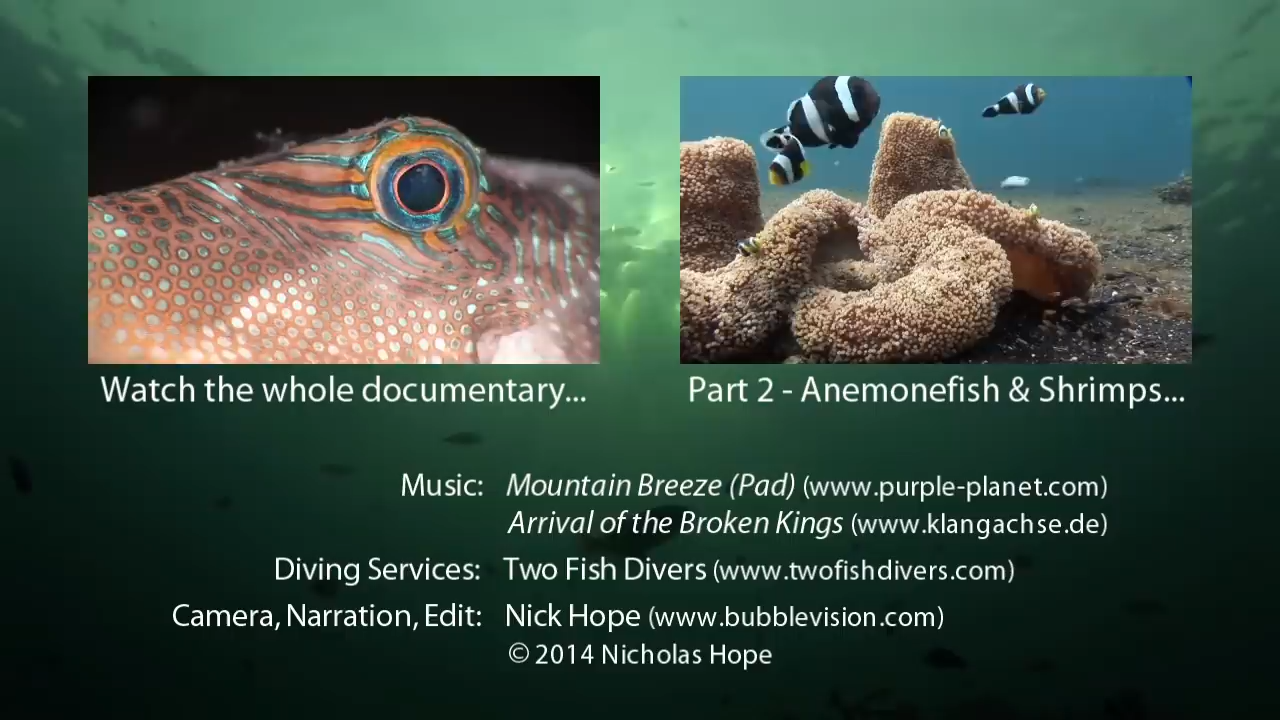 Watch the whole documentary...
Part 2 - Anemonefish & Shrimps...
Music: Mountain Breeze (Pad) (www.purple-planet.com)
Arrival of the Broken Kings (www.klangachse.de)
Diving Services: Two Fish Divers (www.twofishdivers.com)
Camera, Narration, Edit: Nick Hope (www.bubblevision.com)
© 2014 Nicholas Hope